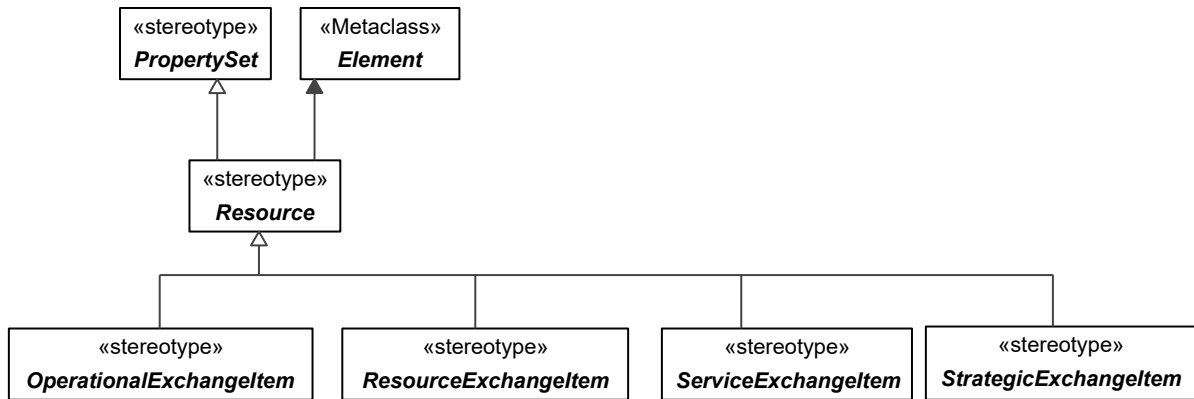 «stereotype»
PropertySet
«Metaclass»
Element
«stereotype»
Resource
«stereotype»
OperationalExchangeItem
«stereotype»
ResourceExchangeItem
«stereotype»
ServiceExchangeItem
«stereotype»
StrategicExchangeItem